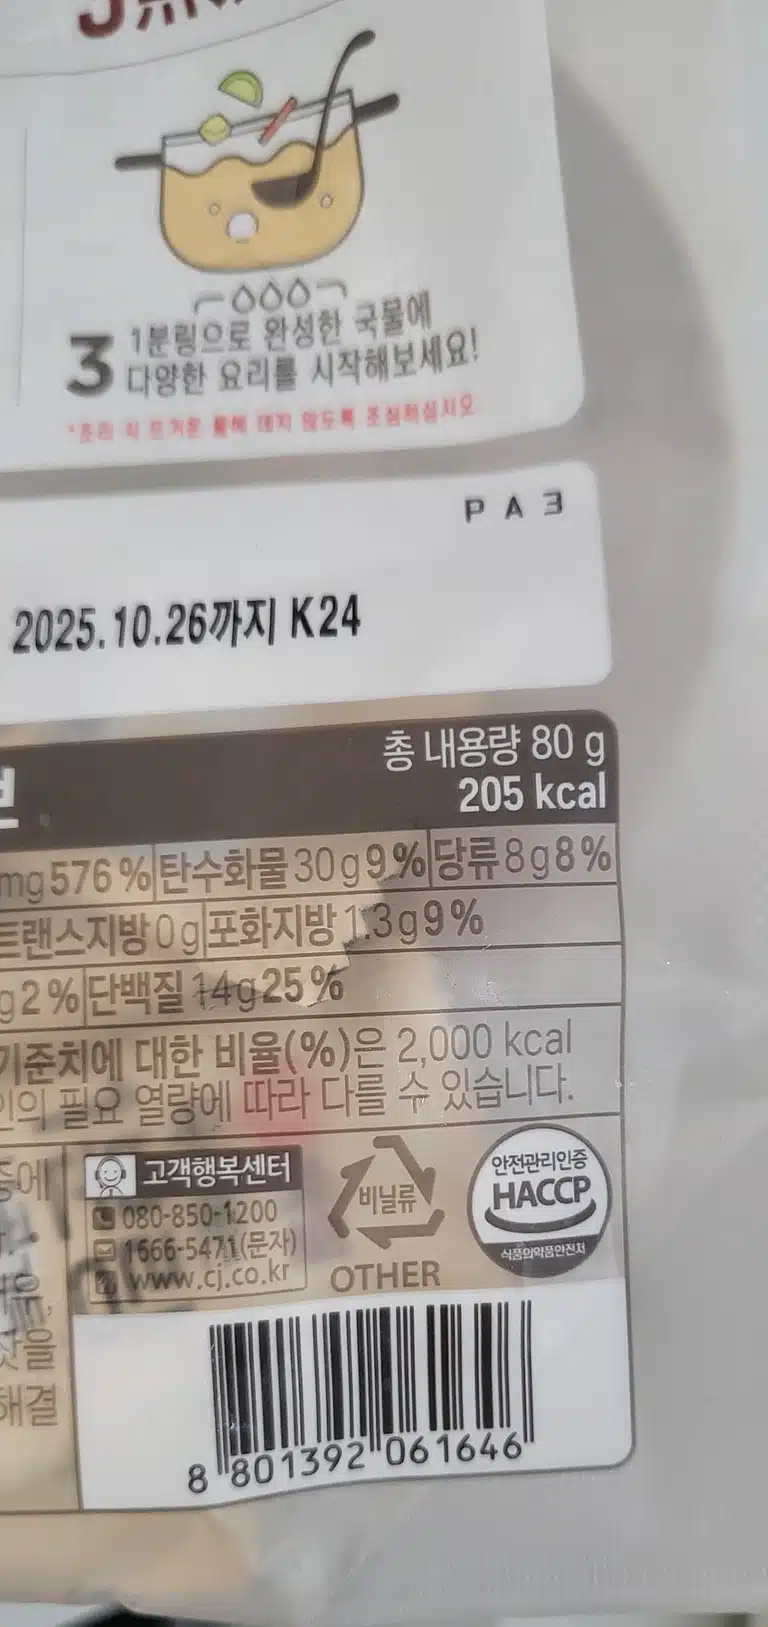 3 1분링으로 완성한 국물에
다양한 요리를 시작해보세요!
PA3
2025.10.26까지 K24
총 내용량 80 g
205 kcal
mg 576 % 탄수화물 30 g 9 % 당류 8 g 8 %
트랜스지방 0 g 포화지방 1.3 g 9 %
g 2 % 단백질 14 g 25 %
기준치에 대한 비율(%)은 2,000 kcal
인의 필요 열량에 따라 다를 수 있습니다.
고객행복센터
080-850-1200
1666-5471(문자)
www.cj.co.kr
비닐류
OTHER
안전관리인증
HACCP
식품의약품안전처
해결
8 801392 061646